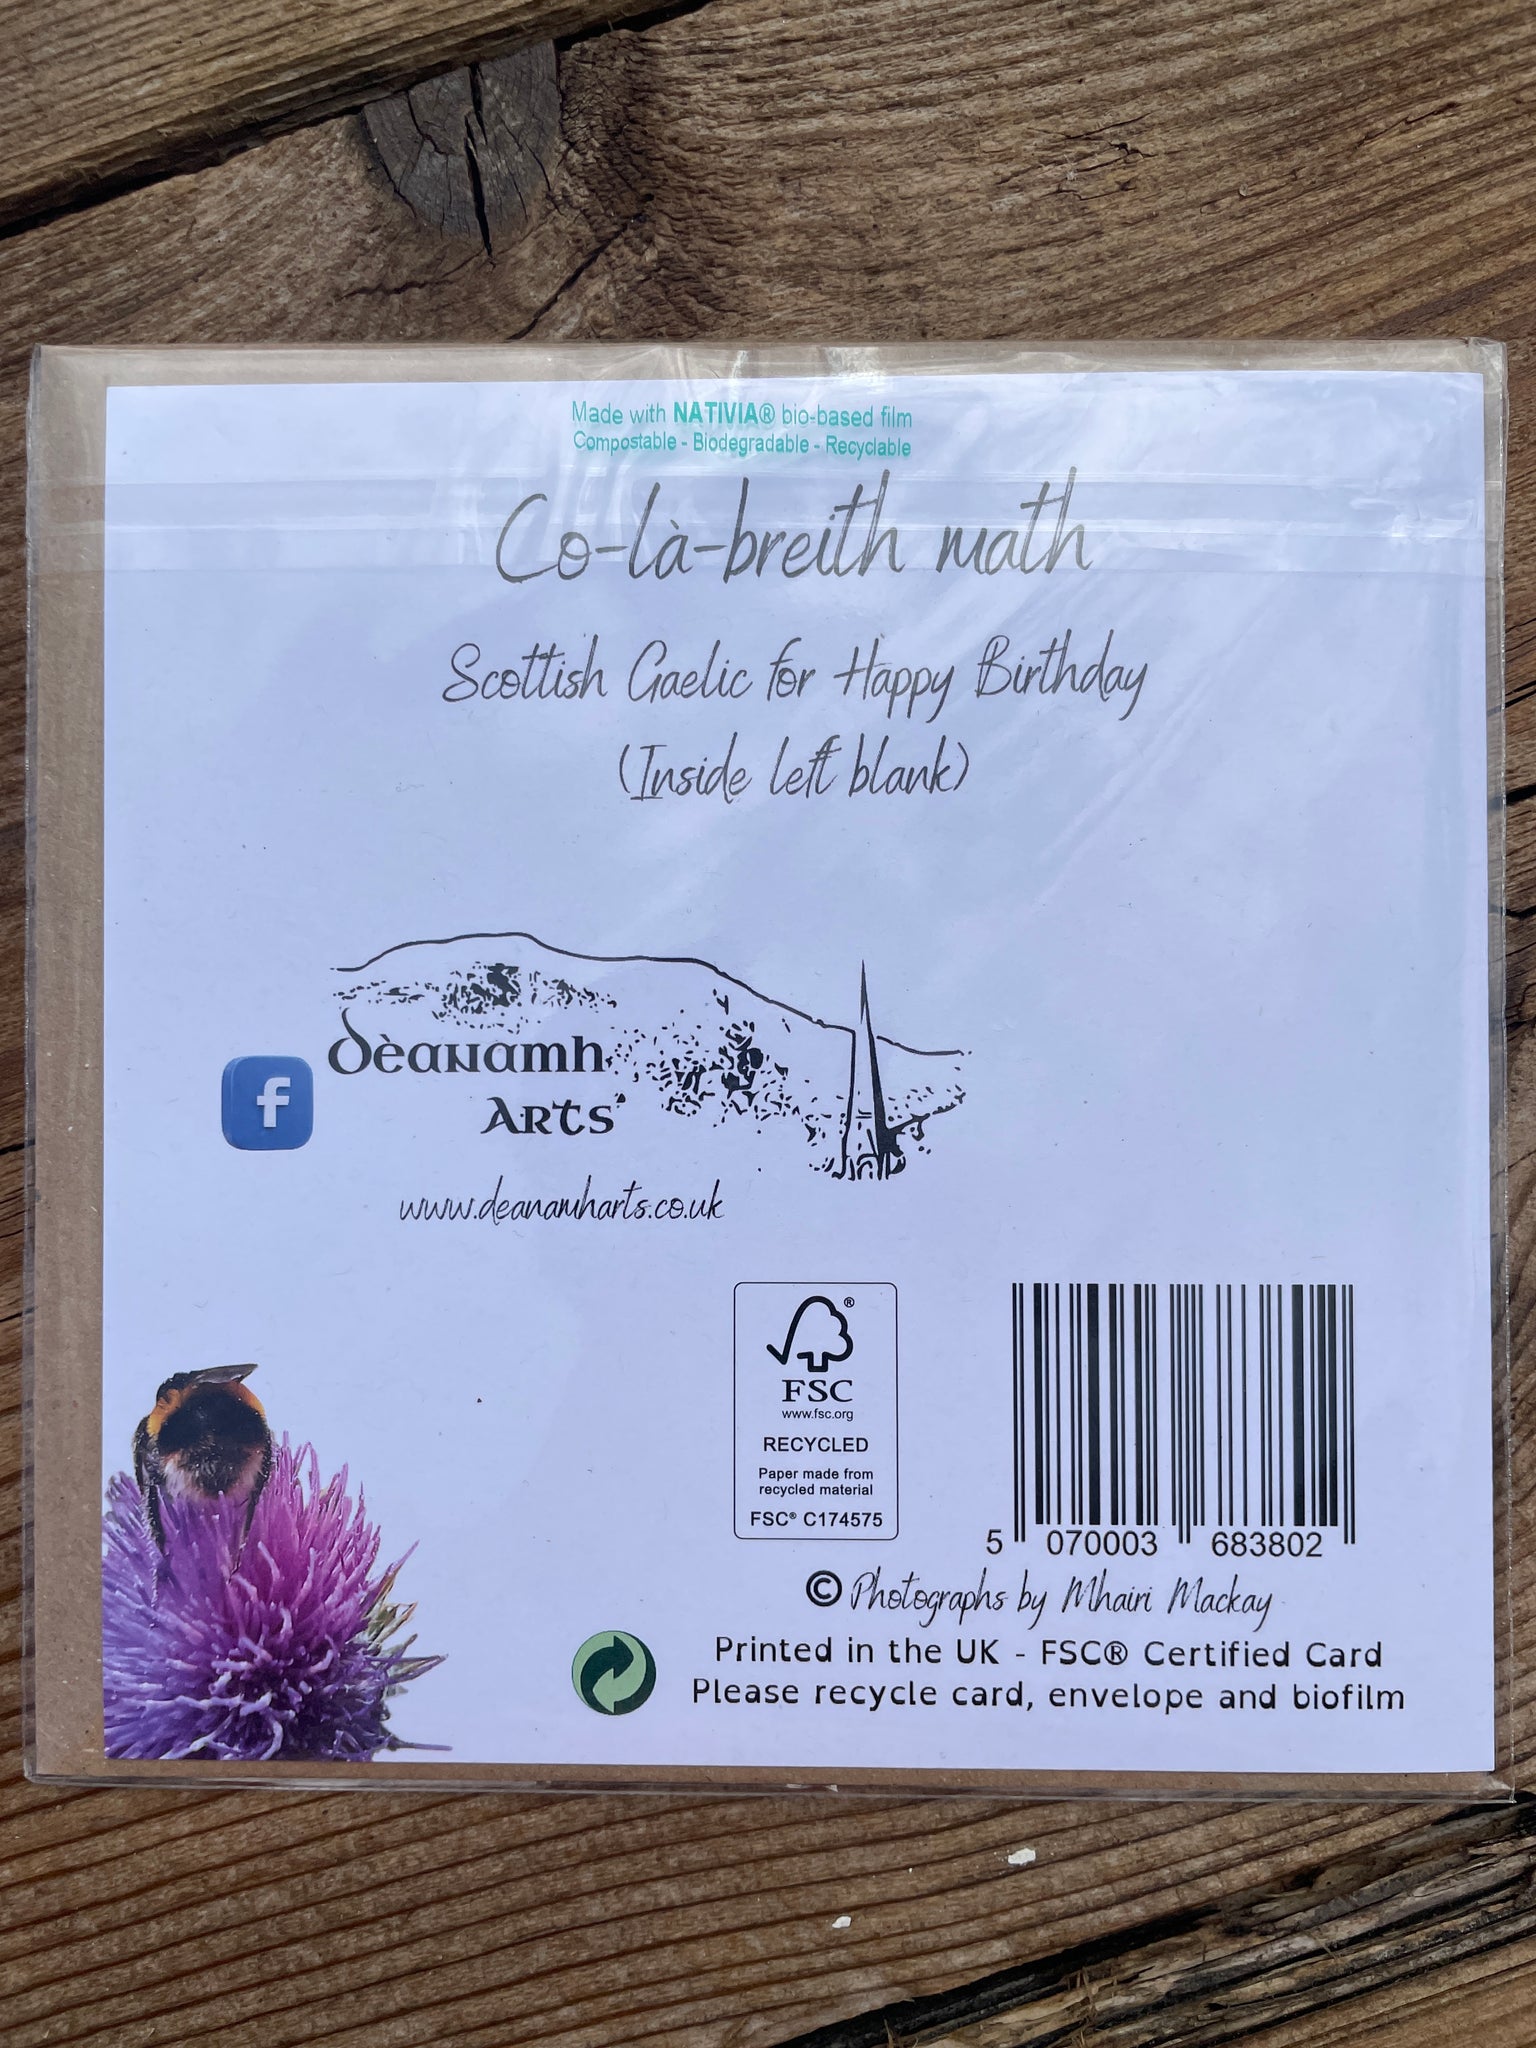 Made with NATIVIA® bio-based film
Compostable - Biodegradable - Recyclable
Co-là-breith math
Scottish Gaelic for Happy Birthday
(Inside left blank)
f
dèanamh
ARTS
www.deanamharts.co.uk
®
FSC
www.fsc.org
RECYCLED
Paper made from
recycled material
FSC® C174575
5 070003 683802
© Photographs by Mhairi Mackay
Printed in the UK - FSC® Certified Card
Please recycle card, envelope and biofilm